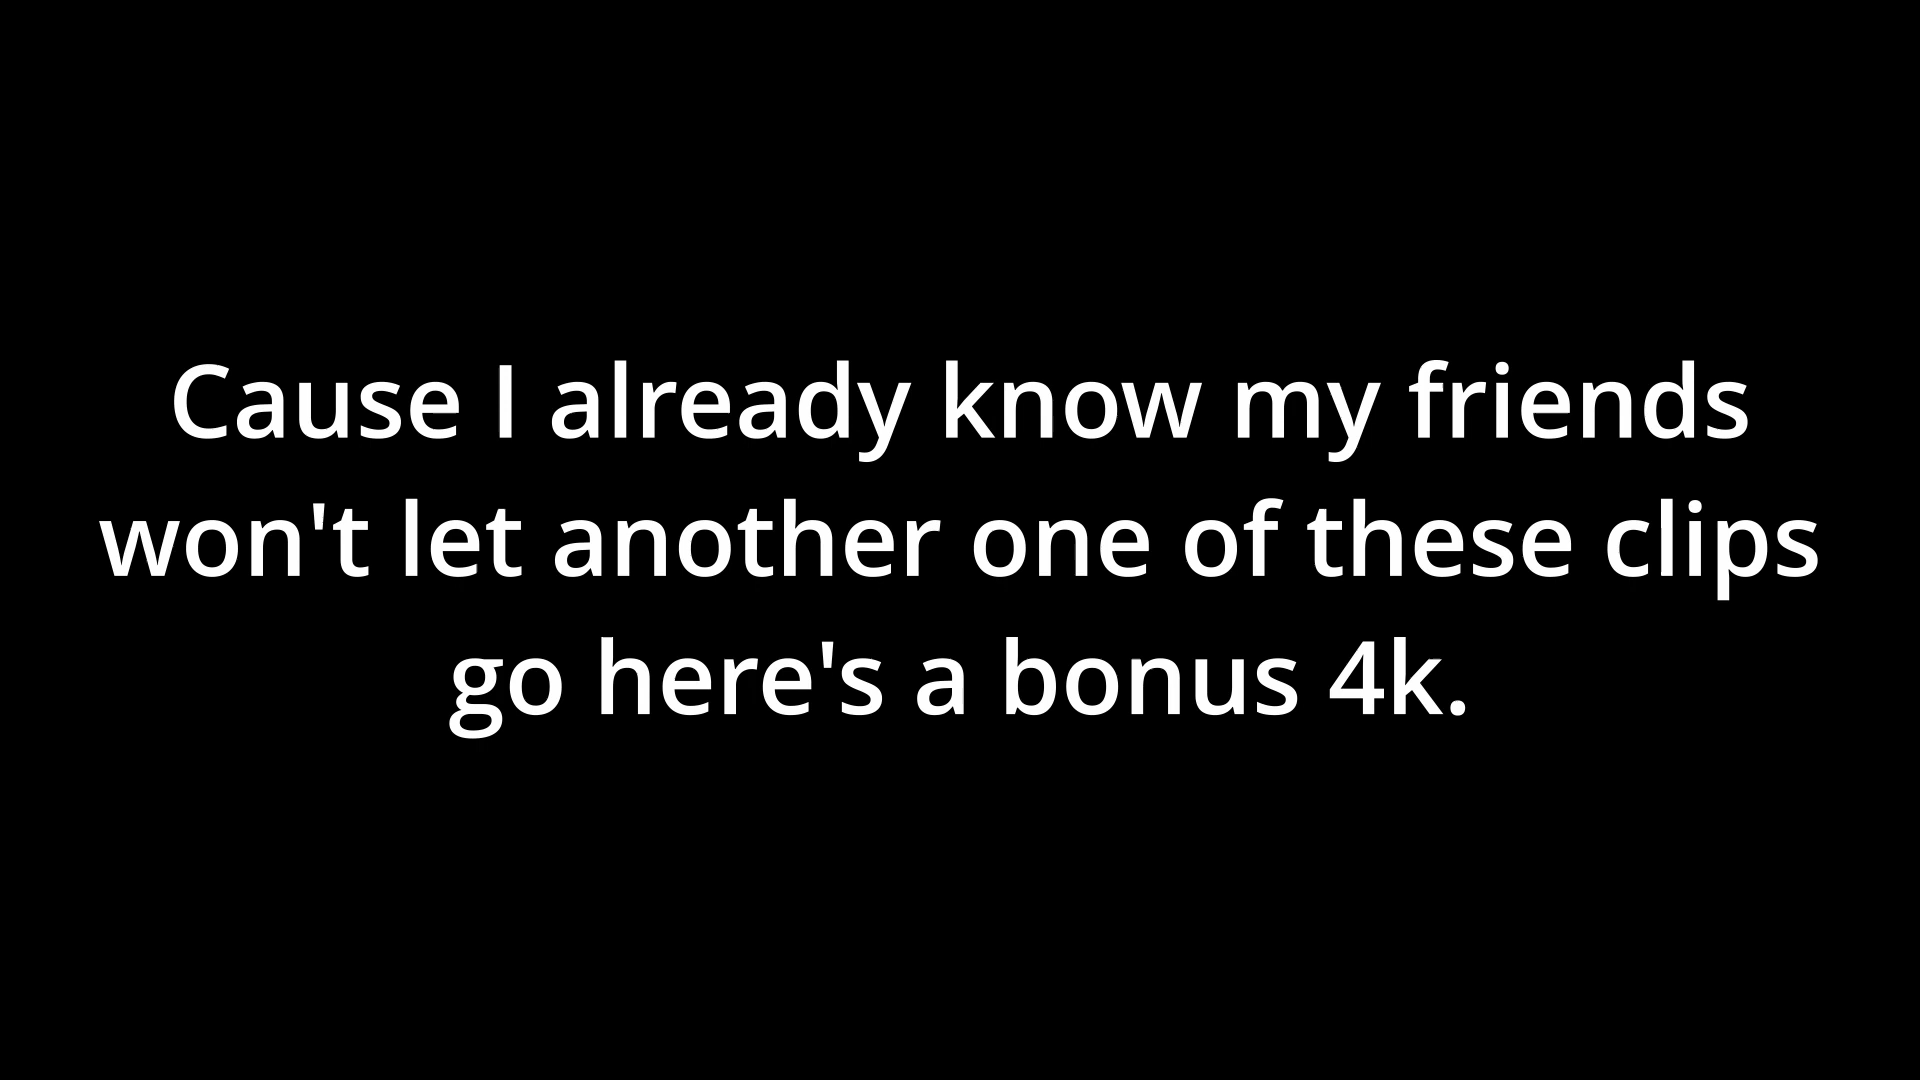 Cause I already know my friends
won't let another one of these clips
go here's a bonus 4k.